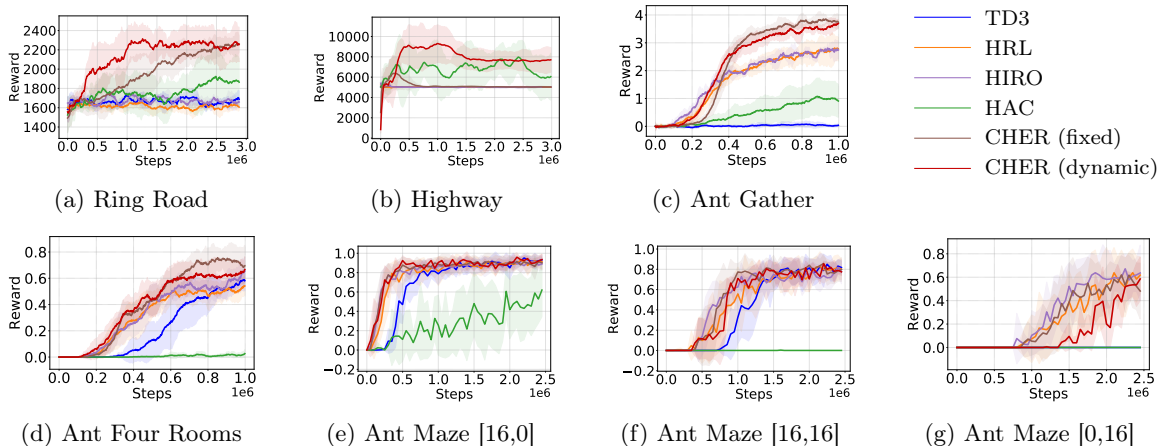 2400
2200
2000
1800
1600
1400
Reward
0.0 0.5 1.0 1.5 2.0 2.5 3.0
Steps
1e6
(a) Ring Road
10000
8000
6000
4000
2000
0
Reward
0.0 0.5 1.0 1.5 2.0 2.5 3.0
Steps
1e6
(b) Highway
4
3
2
1
0
Reward
0.0 0.2 0.4 0.6 0.8 1.0
Steps
1e6
(c) Ant Gather
TD3
HRL
HIRO
HAC
CHER (fixed)
CHER (dynamic)
0.8
0.6
0.4
0.2
0.0
Reward
0.0 0.2 0.4 0.6 0.8 1.0
Steps
1e6
(d) Ant Four Rooms
1.0
0.8
0.6
0.4
0.2
0.0
−0.2
Reward
0.0 0.5 1.0 1.5 2.0 2.5
Steps
1e6
(e) Ant Maze [16,0]
1.0
0.8
0.6
0.4
0.2
0.0
−0.2
Reward
0.0 0.5 1.0 1.5 2.0 2.5
Steps
1e6
(f) Ant Maze [16,16]
0.8
0.6
0.4
0.2
0.0
Reward
0.0 0.5 1.0 1.5 2.0 2.5
Steps
1e6
(g) Ant Maze [0,16]